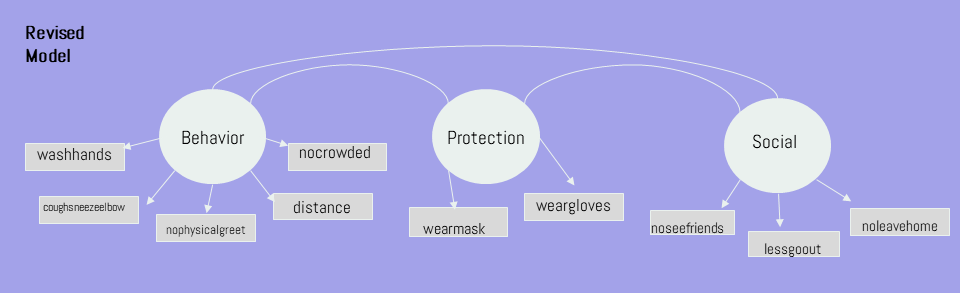 Revised
Model
Behavior
Protection
Social
washhands
nocrowded
coughsneezeelbow
distance
weargloves
nophysicalgreet
wearmask
noseefriends
noleavehome
lessgoout